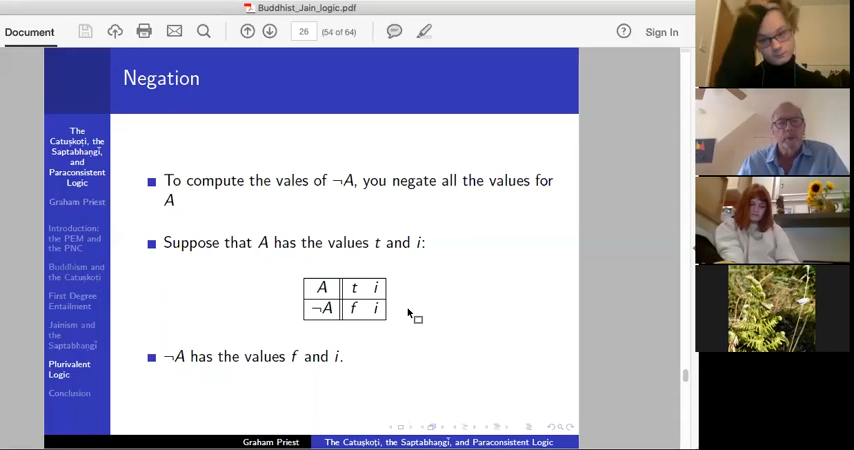 Buddhist_Jain_logic.pdf
Document
26
(54 of 64)
Sign In
Negation
The
Catuṣkoṭi, the
Saptabhaṅgī,
and
Paraconsistent
Logic
Graham Priest
Introduction:
the PEM and
the PNC
Buddhism and
the Catuskoti
First Degree
Entailment
Jainism and
the
Saptabhaṅgī
Plurivalent
Logic
Conclusion
To compute the vales of ¬A, you negate all the values for
A
Suppose that A has the values t and i:
A t i
¬A f i
¬A has the values f and i.
Graham Priest
The Catuṣkoṭi, the Saptabhaṅgī, and Paraconsistent Logic